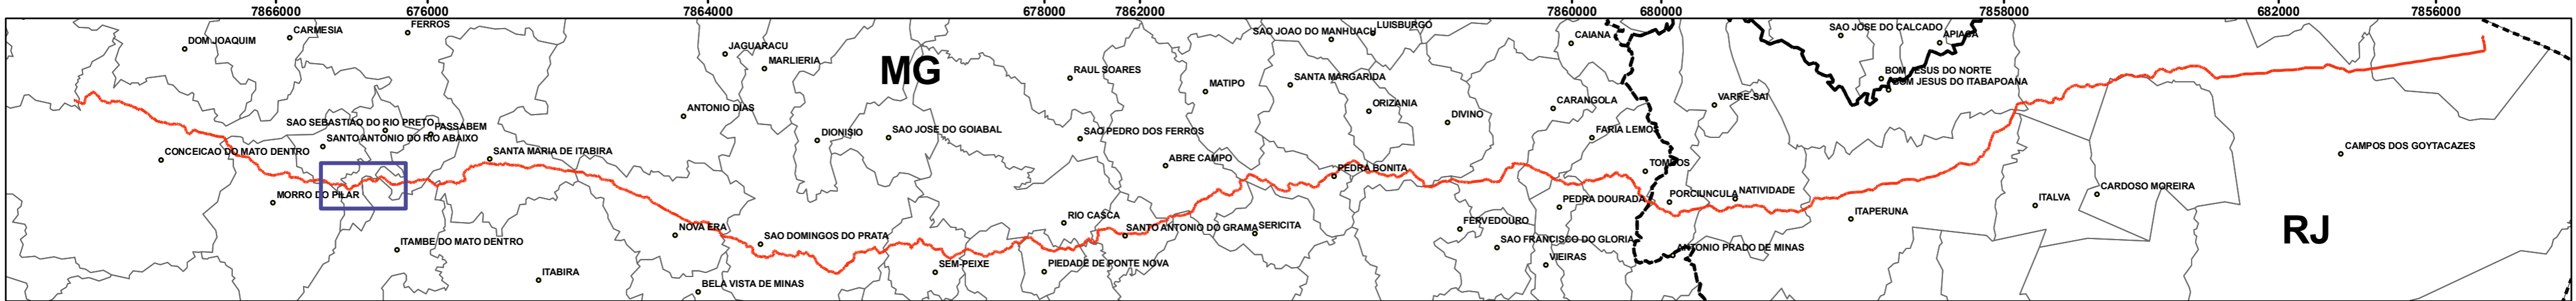 7866000
676000
7864000
678000
7862000
7860000
680000
7858000
682000
7856000
DOM JOAQUIM
CARMESIA
FERROS
JAGUARACU
MARLIERIA
MG
RAUL SOARES
MATIPO
SAO JOAO DO MANHUACU
LUISBURGO
SANTA MARGARIDA
ORIZANIA
CAIANA
SAO JOSE DO CALCADO
APIACA
BOM JESUS DO NORTE
BOM JESUS DO ITABAPOANA
VARRE-SAI
CARANGOLA
DIVINO
FARIA LEMOS
ANTONIO DIAS
DIONISIO
SAO JOSE DO GOIABAL
SAO PEDRO DOS FERROS
ABRE CAMPO
PEDRA BONITA
TOMBOS
SAO SEBASTIAO DO RIO PRETO
PASSABEM
SANTO ANTONIO DO RIO ABAIXO
CONCEICAO DO MATO DENTRO
SANTA MARIA DE ITABIRA
MORRO DO PILAR
CAMPOS DOS GOYTACAZES
CARDOSO MOREIRA
ITALVA
ITAPERUNA
NATIVIDADE
PORCIUNCULA
PEDRA DOURADA
RIO CASCA
SANTO ANTONIO DO GRAMA
SERICITA
FERVEDOURO
SAO FRANCISCO DO GLORIA
ANTONIO PRADO DE MINAS
VIEIRAS
NOVA ERA
SAO DOMINGOS DO PRATA
ITAMBE DO MATO DENTRO
ITABIRA
BELA VISTA DE MINAS
SEM-PEIXE
PIEDADE DE PONTE NOVA
RJ